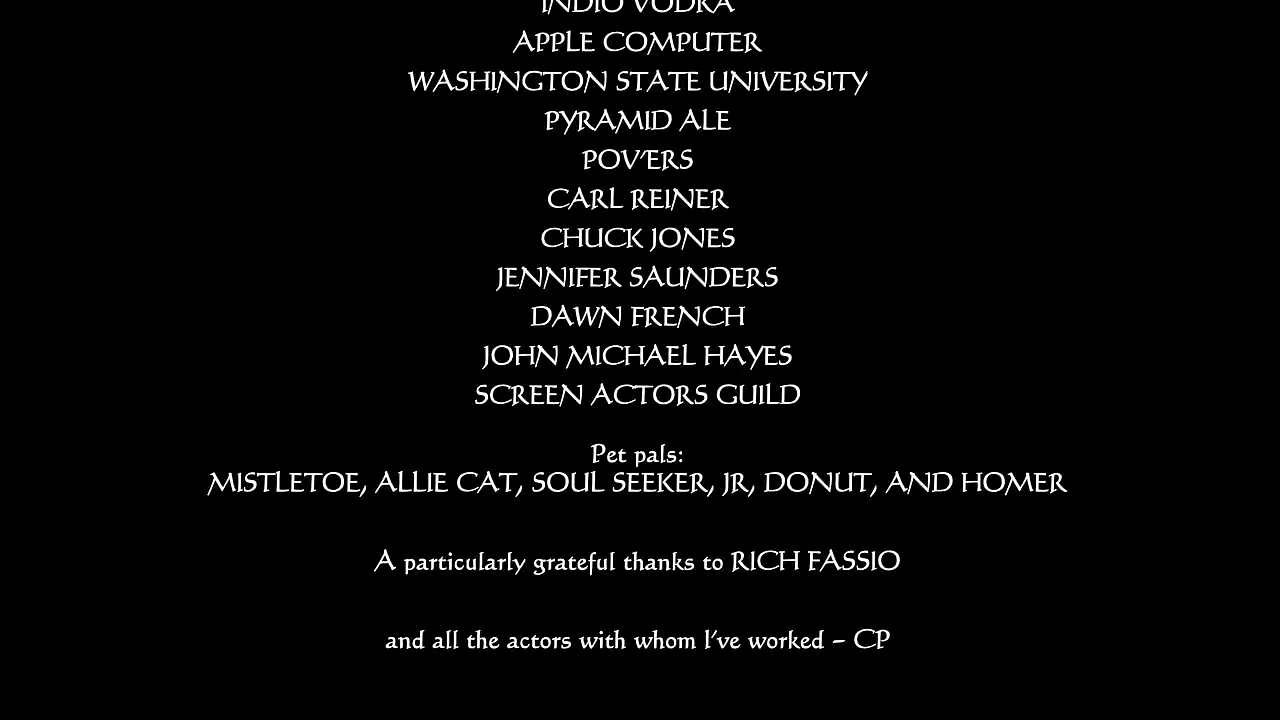 INDIO VODKA
APPLE COMPUTER
WASHINGTON STATE UNIVERSITY
PYRAMID ALE
POV'ERS
CARL REINER
CHUCK JONES
JENNIFER SAUNDERS
DAWN FRENCH
JOHN MICHAEL HAYES
SCREEN ACTORS GUILD
Pet pals:
MISTLETOE, ALLIE CAT, SOUL SEEKER, JR, DONUT, AND HOMER
A particularly grateful thanks to RICH FASSIO
and all the actors with whom I've worked – CP